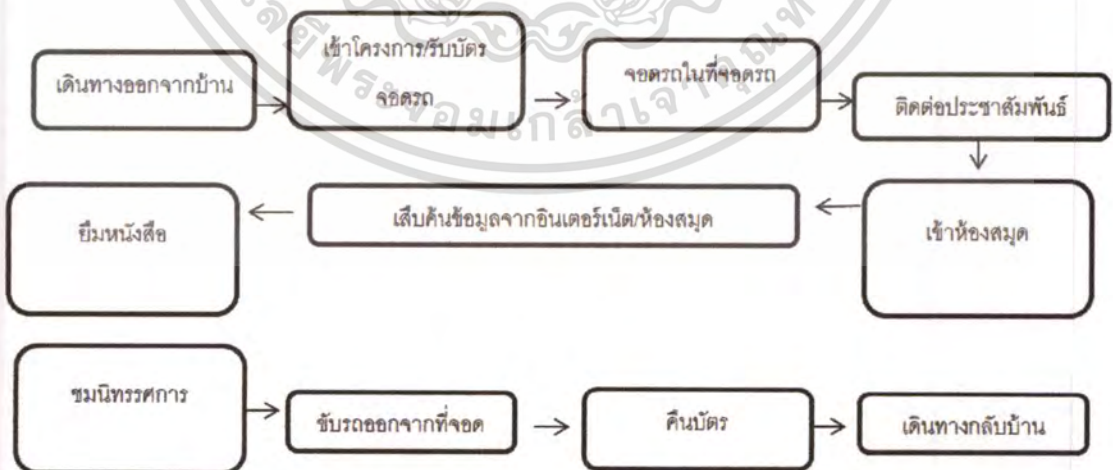 เดินทางออกจากบ้าน
เข้าโครงการ/รับบัตร
จอดรถ
จอดรถในที่จอดรถ
ติดต่อประชาสัมพันธ์
ยืมหนังสือ
เสืบค้นข้อมูลจากอินเตอร์เน็ต/ห้องสมุด
เข้าห้องสมุด
ชมนิทรรศการ
ขับรถออกจากที่จอด
คืนบัตร
เดินทางกลับบ้าน